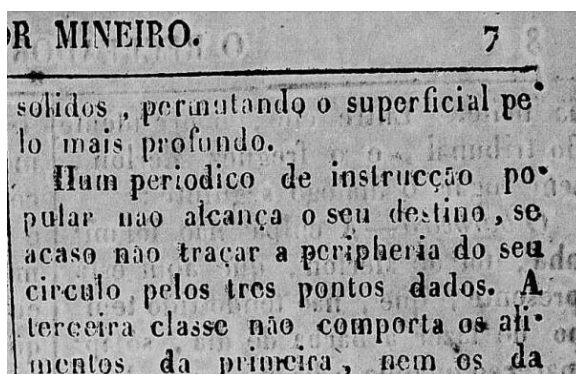 OR MINEIRO. 7
solidos , permutando o superficial pe-
lo mais profundo.
Hum periodico de instrucção po-
pular nao alcança o seu destino , se
acaso não traçar a peripheria do seu
circulo pelos tres pontos dados. A
terceira classe não comporta os ali-
mentos da primeira , nem os da